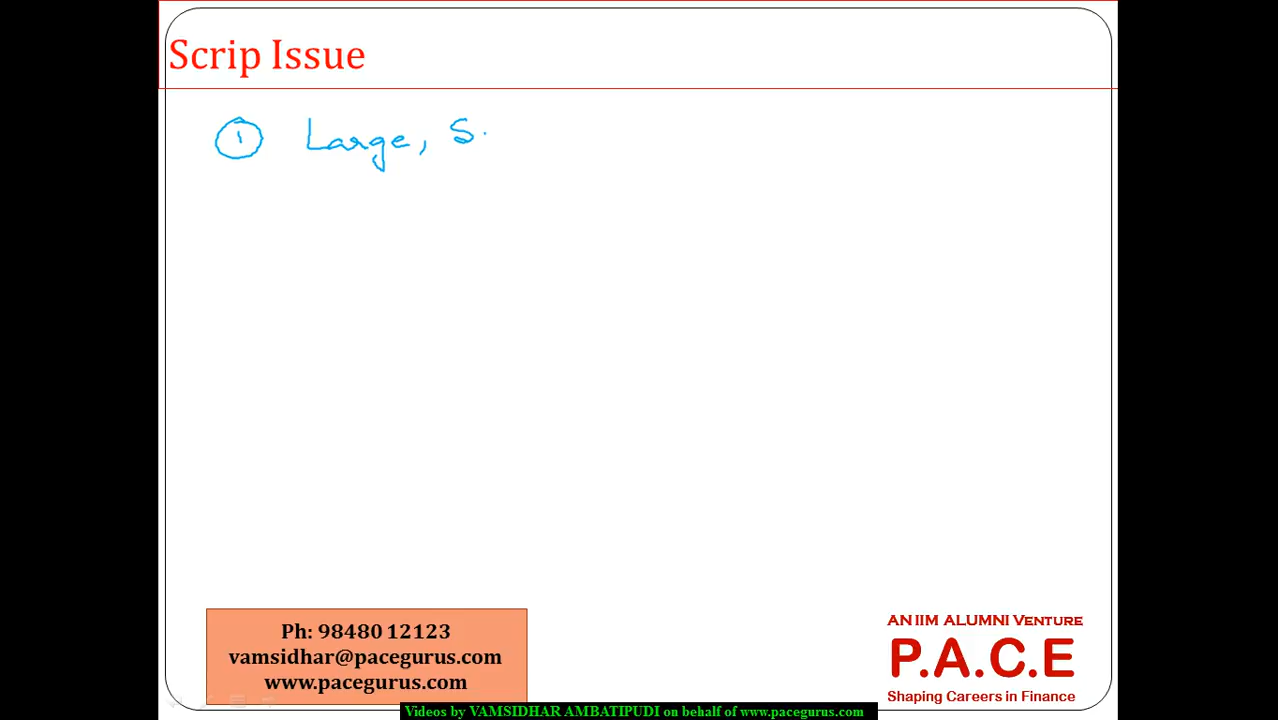 Scrip Issue
① Large, S
Ph: 98480 12123
vamsidhar@pacegurus.com
www.pacegurus.com
AN IIM ALUMNI VENTURE
P.A.C.E
Shaping Careers in Finance
Videos by VAMSIDHAR AMBATIPUDI on behalf of www.pacegurus.com